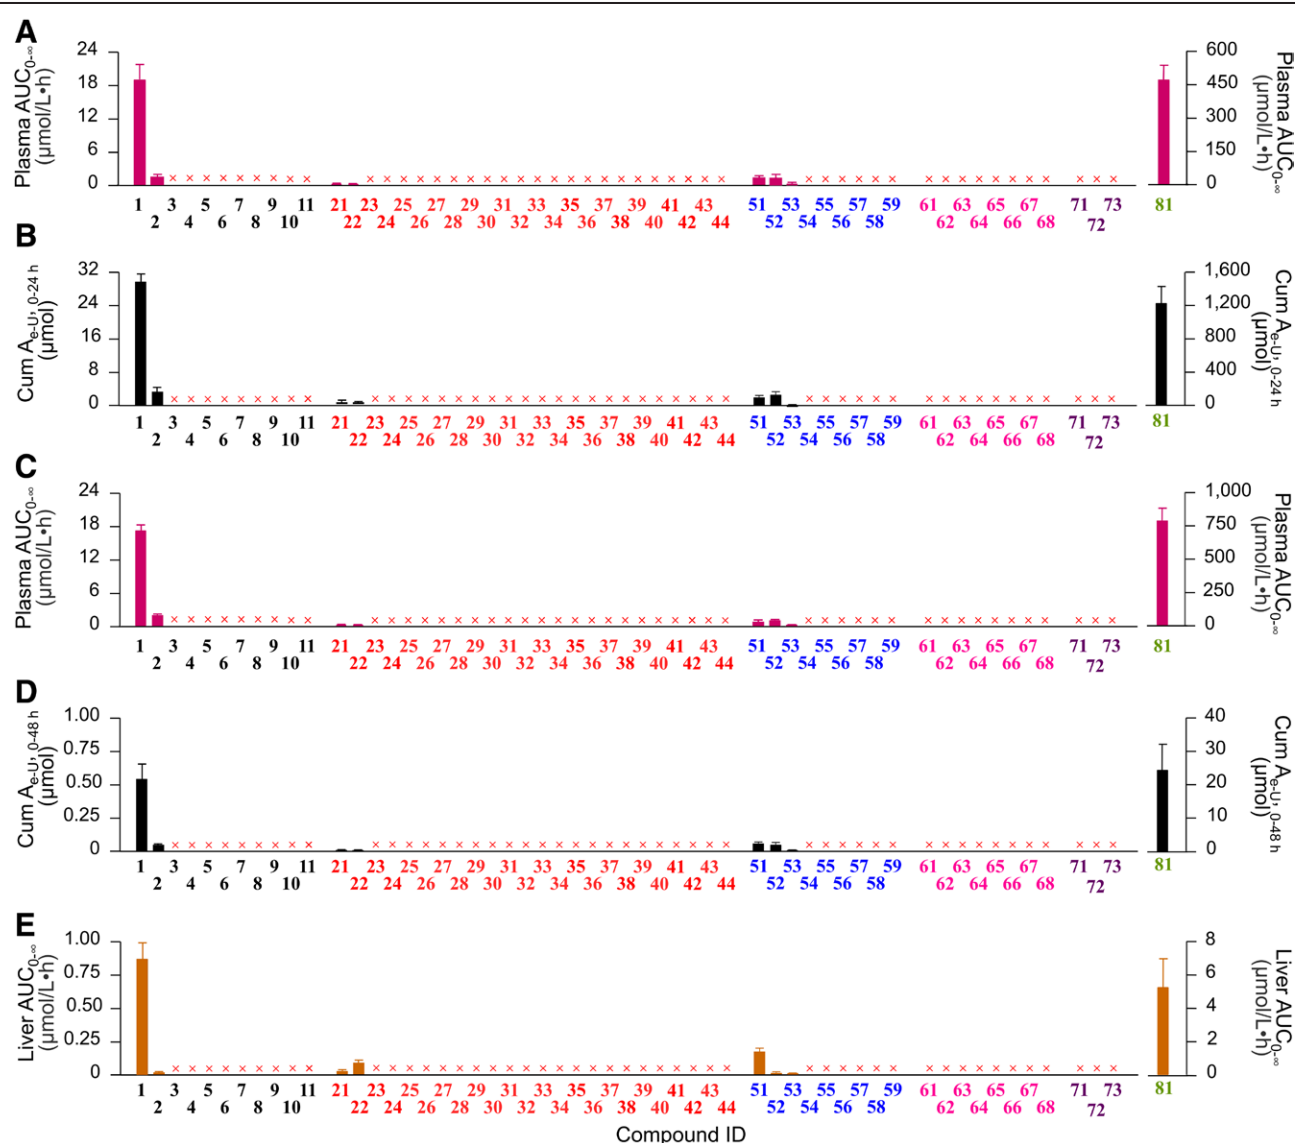 A
Plasma AUC0-∞
(µmol/L•h)
24
18
12
6
0
600
450
300
150
0
Plasma AUC0-∞
(µmol/L•h)
1 3 5 7 9 11 21 23 25 27 29 31 33 35 37 39 41 43 51 53 55 57 59 61 63 65 67 71 73 81
2 4 6 8 10 22 24 26 28 30 32 34 36 38 40 42 44 52 54 56 58 62 64 66 68 72
B
Cum Ae-U, 0-24 h
(µmol)
32
24
16
8
0
1,600
1,200
800
400
0
Cum Ae-U, 0-24 h
(µmol)
1 3 5 7 9 11 21 23 25 27 29 31 33 35 37 39 41 43 51 53 55 57 59 61 63 65 67 71 73 81
2 4 6 8 10 22 24 26 28 30 32 34 36 38 40 42 44 52 54 56 58 62 64 66 68 72
C
Plasma AUC0-∞
(µmol/L•h)
24
18
12
6
0
1,000
750
500
250
0
Plasma AUC0-∞
(µmol/L•h)
1 3 5 7 9 11 21 23 25 27 29 31 33 35 37 39 41 43 51 53 55 57 59 61 63 65 67 71 73 81
2 4 6 8 10 22 24 26 28 30 32 34 36 38 40 42 44 52 54 56 58 62 64 66 68 72
D
Cum Ae-U, 0-48 h
(µmol)
1.00
0.75
0.50
0.25
0
40
30
20
10
0
Cum Ae-U, 0-48 h
(µmol)
1 3 5 7 9 11 21 23 25 27 29 31 33 35 37 39 41 43 51 53 55 57 59 61 63 65 67 71 73 81
2 4 6 8 10 22 24 26 28 30 32 34 36 38 40 42 44 52 54 56 58 62 64 66 68 72
E
Liver AUC0-∞
(µmol/L•h)
1.00
0.75
0.50
0.25
0
8
6
4
2
0
Liver AUC0-∞
(µmol/L•h)
1 3 5 7 9 11 21 23 25 27 29 31 33 35 37 39 41 43 51 53 55 57 59 61 63 65 67 71 73 81
2 4 6 8 10 22 24 26 28 30 32 34 36 38 40 42 44 52 54 56 58 62 64 66 68 72
Compound ID